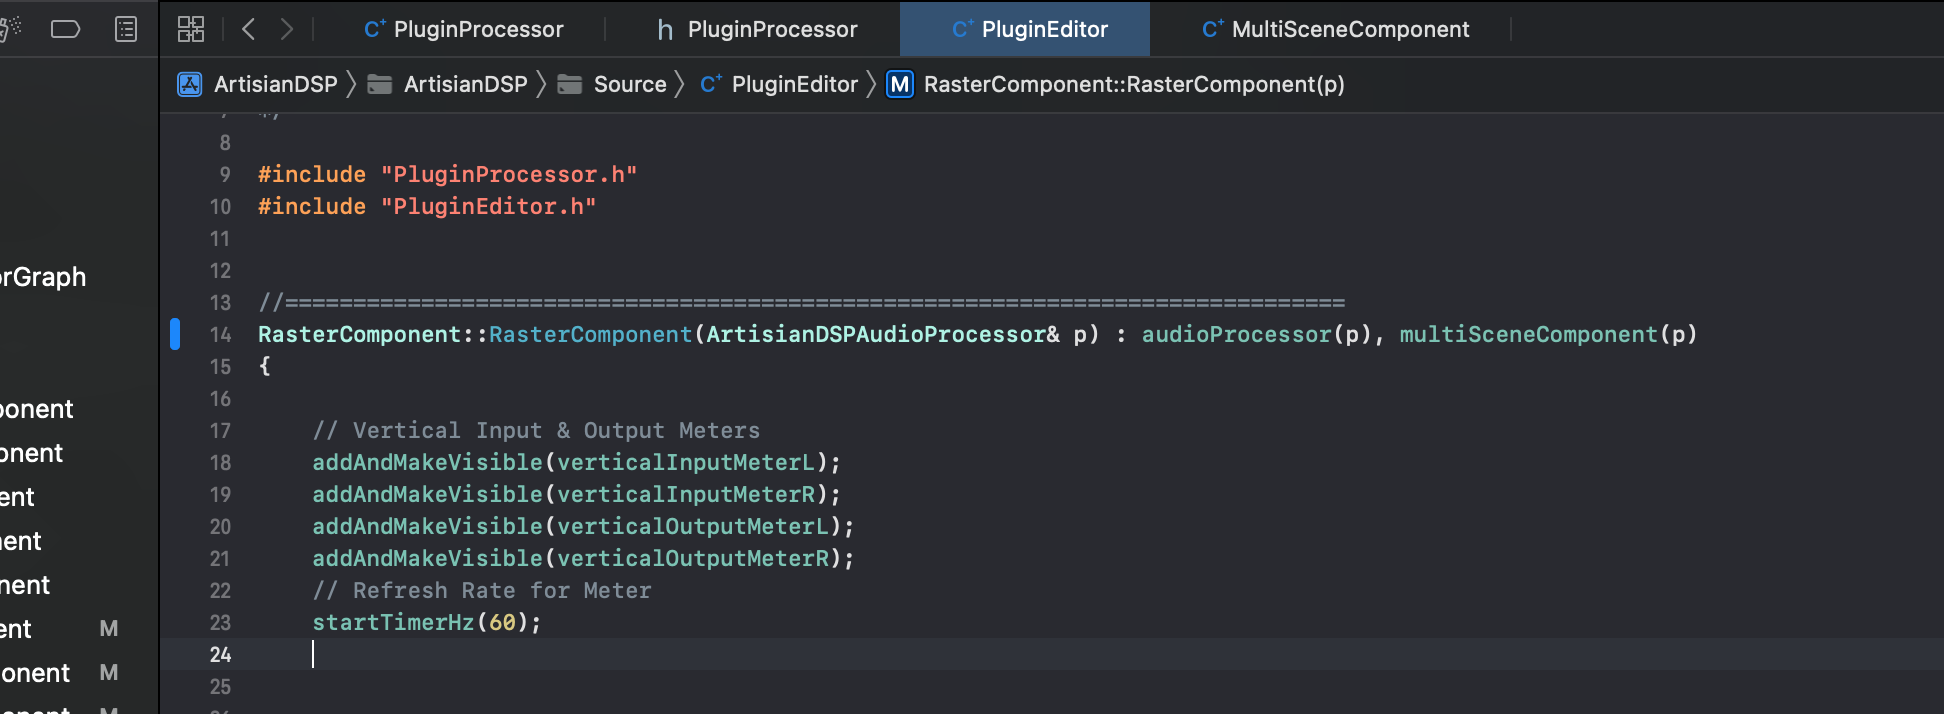 PluginProcessor
h PluginProcessor
PluginEditor
MultiSceneComponent
ArtisianDSP
ArtisianDSP
Source
PluginEditor
M RasterComponent::RasterComponent(p)
orGraph
ponent
onent
ent
nent
nent
ent M
onent M
8
9 #include "PluginProcessor.h"
10 #include "PluginEditor.h"
11
12
13 //==============================================================================
14 RasterComponent::RasterComponent(ArtisianDSPAudioProcessor& p) : audioProcessor(p), multiSceneComponent(p)
15 {
16
17 // Vertical Input & Output Meters
18 addAndMakeVisible(verticalInputMeterL);
19 addAndMakeVisible(verticalInputMeterR);
20 addAndMakeVisible(verticalOutputMeterL);
21 addAndMakeVisible(verticalOutputMeterR);
22 // Refresh Rate for Meter
23 startTimerHz(60);
24
25